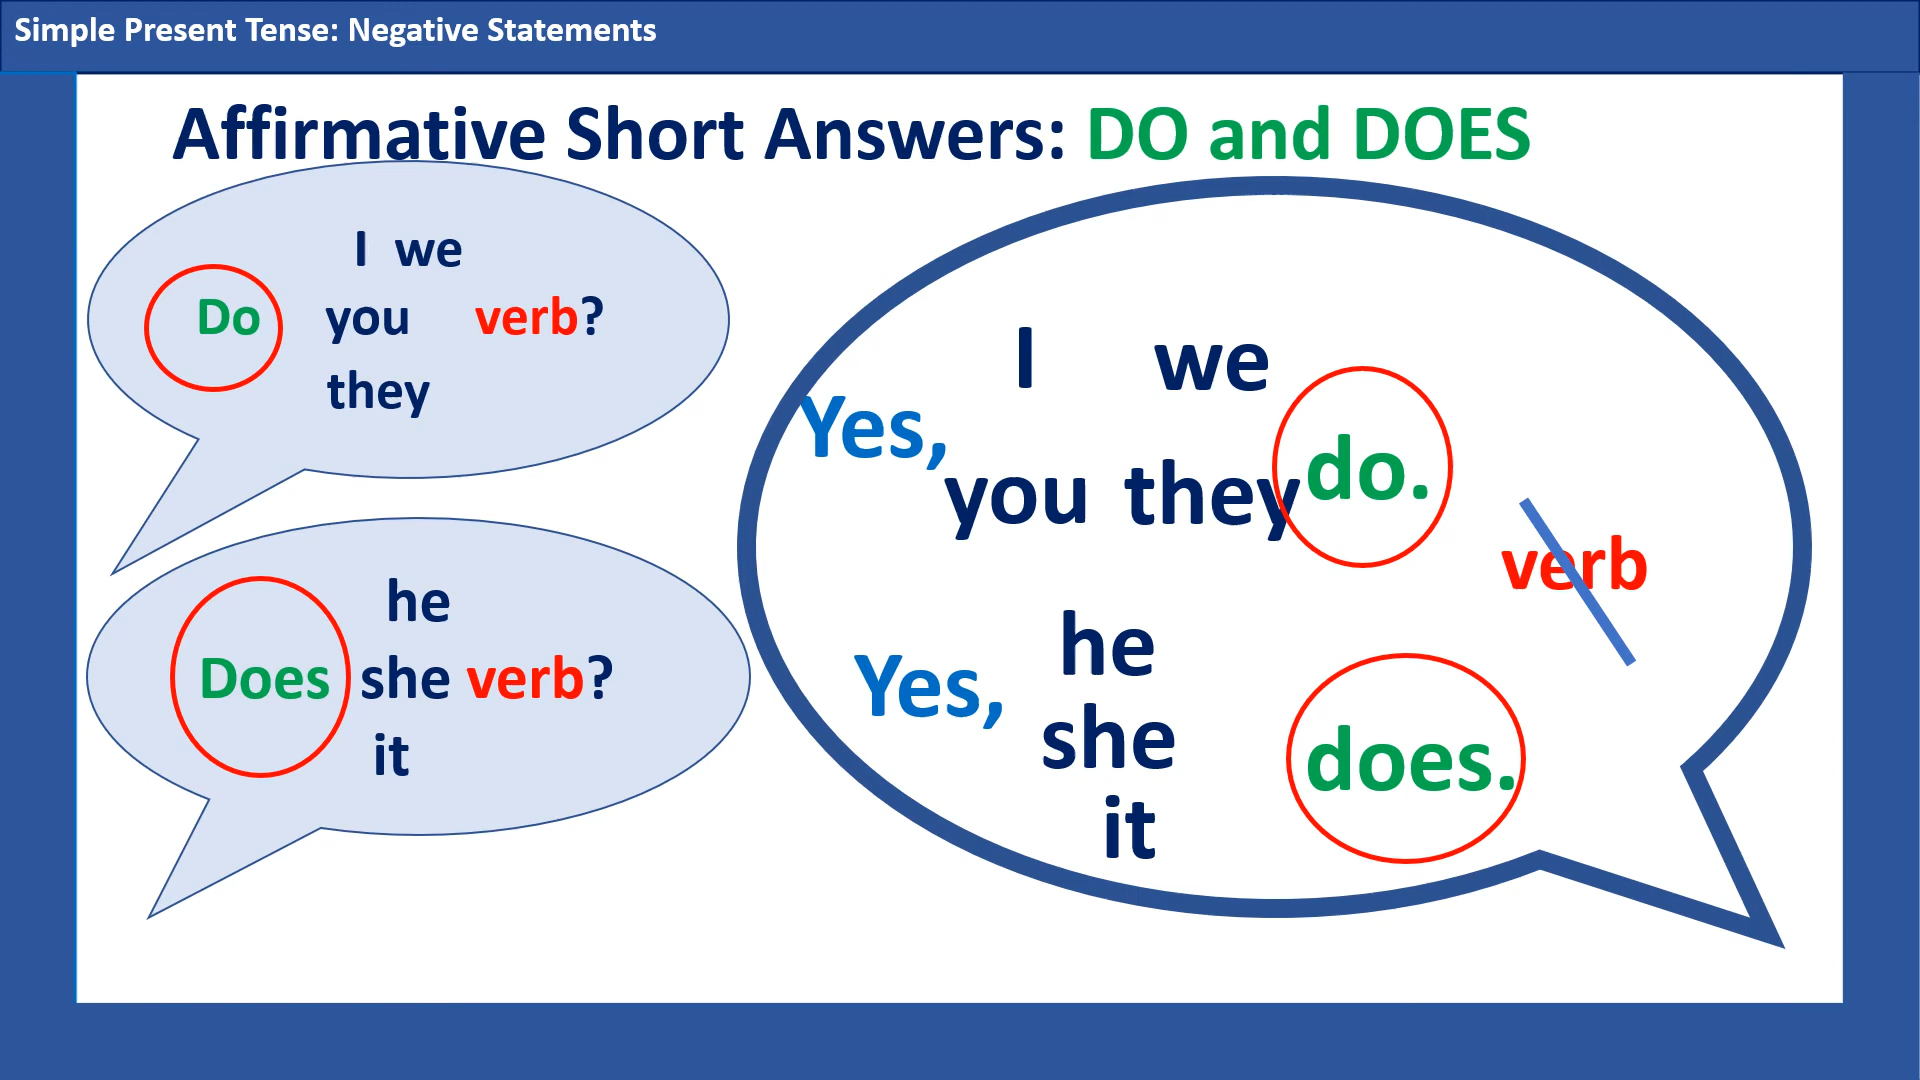 Simple Present Tense: Negative Statements
Affirmative Short Answers: DO and DOES
I we
Do you verb?
they
he
Does she verb?
it
I we
Yes,
you they do.
verb
he
Yes,
she
does.
it